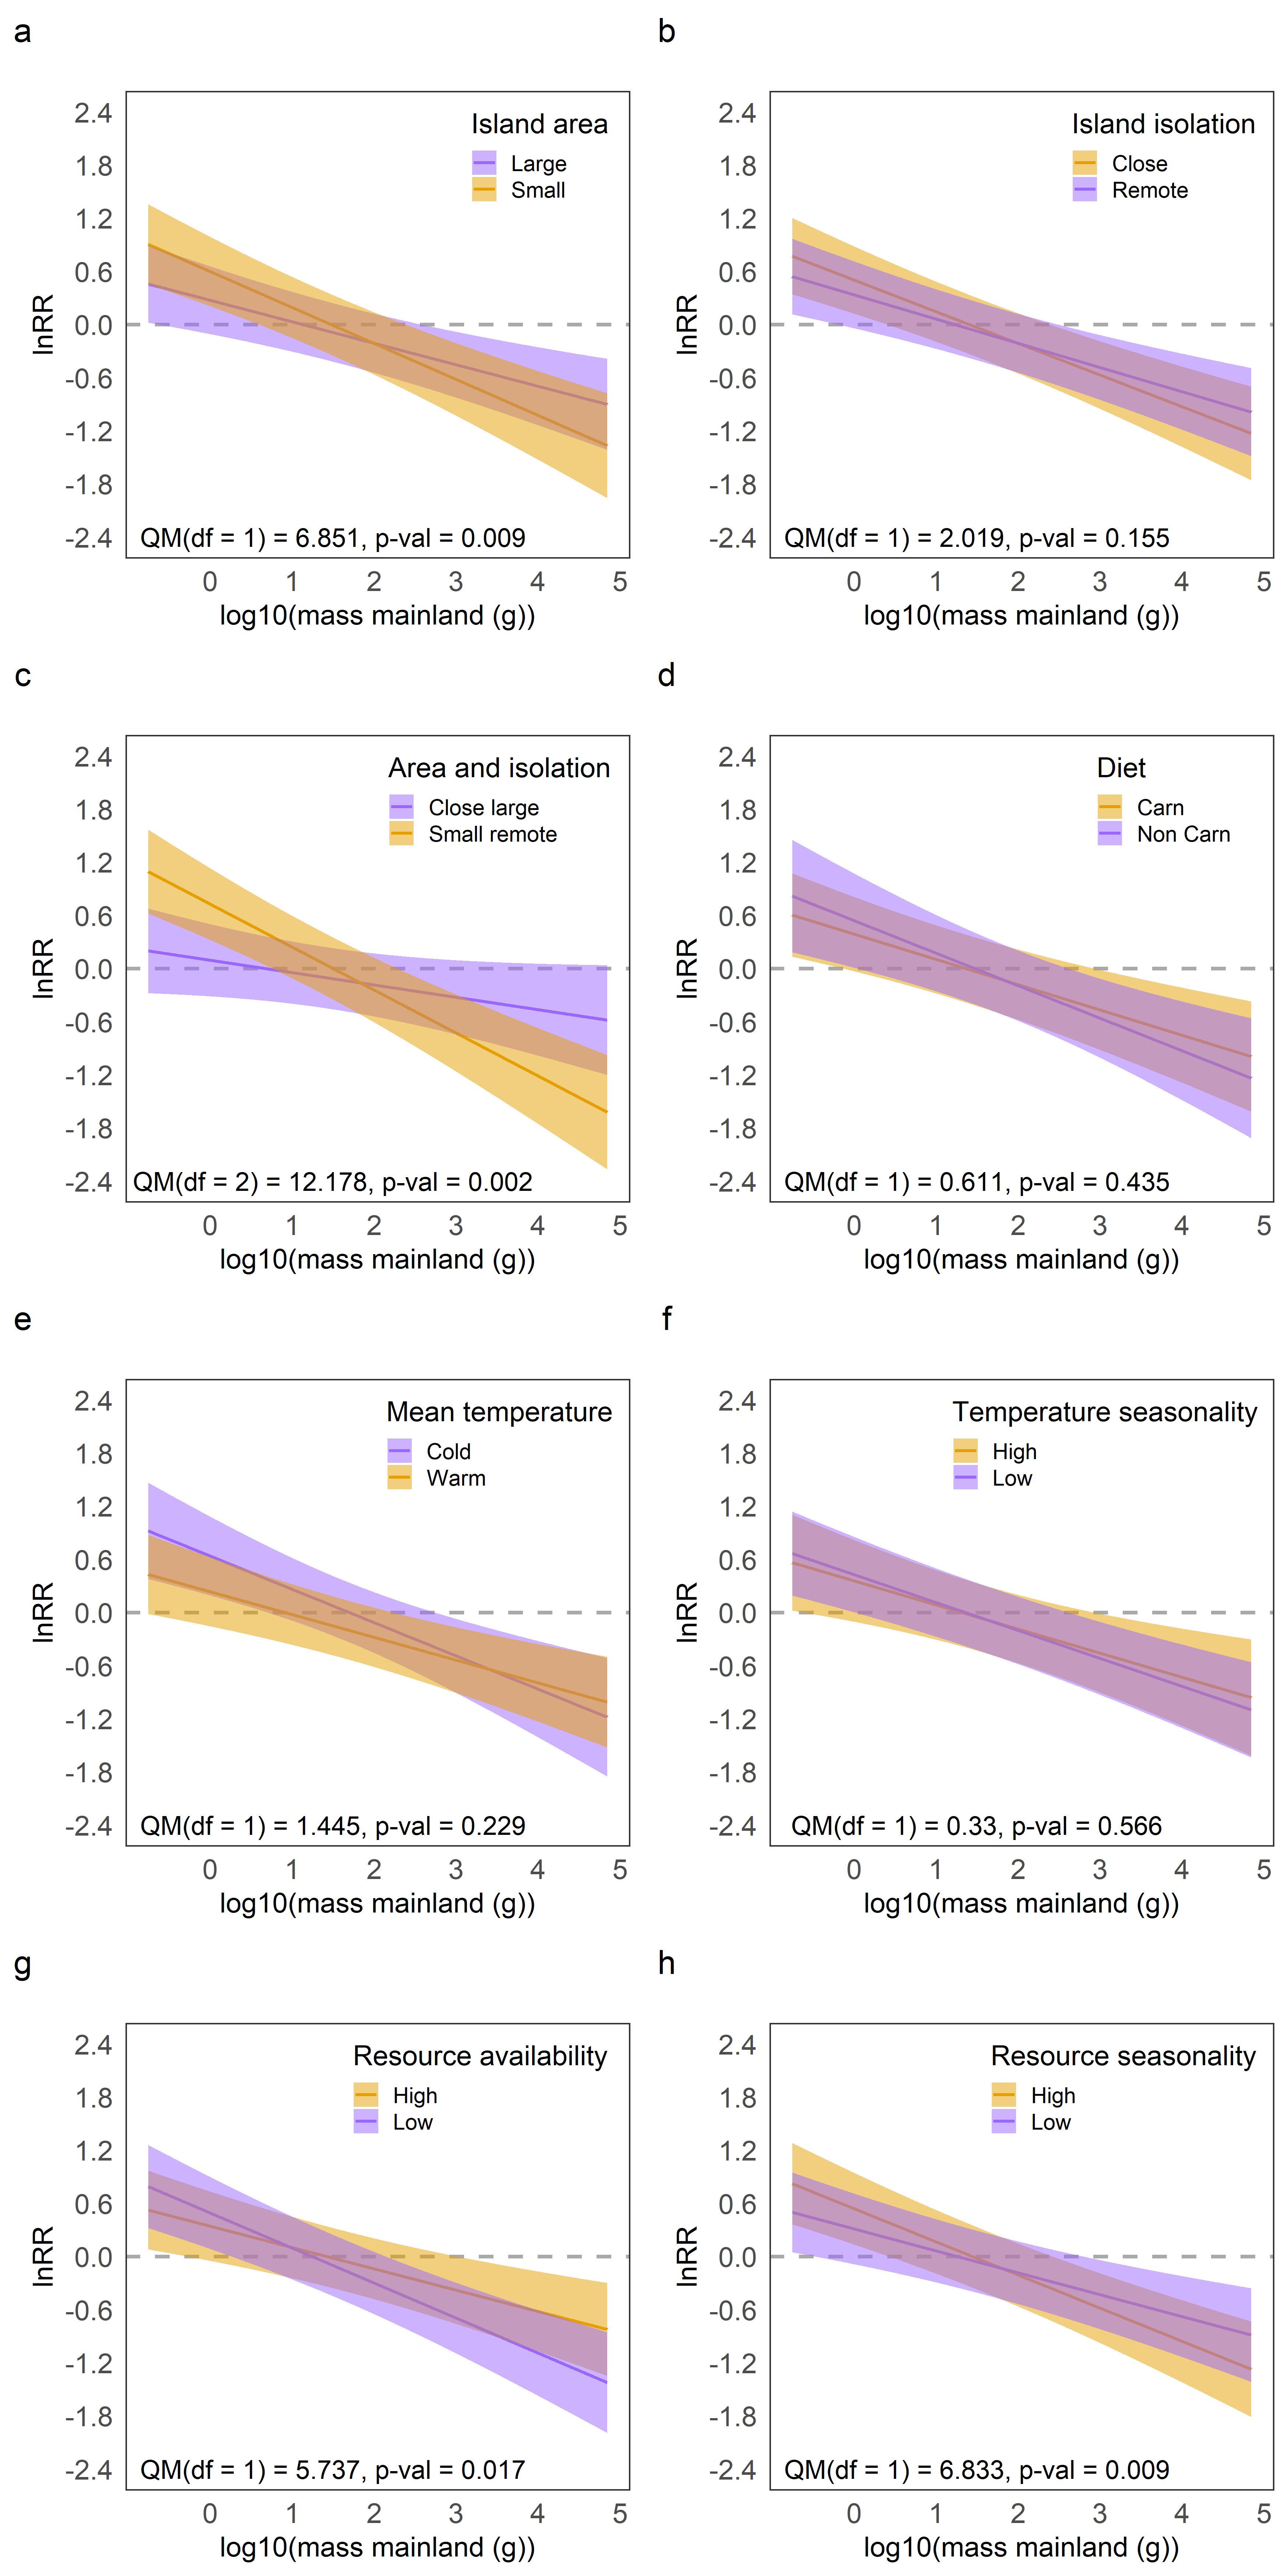 a
Island area
Large
Small
2.4
1.8
1.2
0.6
0.0
-0.6
-1.2
-1.8
-2.4
lnRR
QM(df = 1) = 6.851, p-val = 0.009
0 1 2 3 4 5
log10(mass mainland (g))
b
Island isolation
Close
Remote
2.4
1.8
1.2
0.6
0.0
-0.6
-1.2
-1.8
-2.4
lnRR
QM(df = 1) = 2.019, p-val = 0.155
0 1 2 3 4 5
log10(mass mainland (g))
c
Area and isolation
Close large
Small remote
2.4
1.8
1.2
0.6
0.0
-0.6
-1.2
-1.8
-2.4
lnRR
QM(df = 2) = 12.178, p-val = 0.002
0 1 2 3 4 5
log10(mass mainland (g))
d
Diet
Carn
Non Carn
2.4
1.8
1.2
0.6
0.0
-0.6
-1.2
-1.8
-2.4
lnRR
QM(df = 1) = 0.611, p-val = 0.435
0 1 2 3 4 5
log10(mass mainland (g))
e
Mean temperature
Cold
Warm
2.4
1.8
1.2
0.6
0.0
-0.6
-1.2
-1.8
-2.4
lnRR
QM(df = 1) = 1.445, p-val = 0.229
0 1 2 3 4 5
log10(mass mainland (g))
f
Temperature seasonality
High
Low
2.4
1.8
1.2
0.6
0.0
-0.6
-1.2
-1.8
-2.4
lnRR
QM(df = 1) = 0.33, p-val = 0.566
0 1 2 3 4 5
log10(mass mainland (g))
g
Resource availability
High
Low
2.4
1.8
1.2
0.6
0.0
-0.6
-1.2
-1.8
-2.4
lnRR
QM(df = 1) = 5.737, p-val = 0.017
0 1 2 3 4 5
log10(mass mainland (g))
h
Resource seasonality
High
Low
2.4
1.8
1.2
0.6
0.0
-0.6
-1.2
-1.8
-2.4
lnRR
QM(df = 1) = 6.833, p-val = 0.009
0 1 2 3 4 5
log10(mass mainland (g))